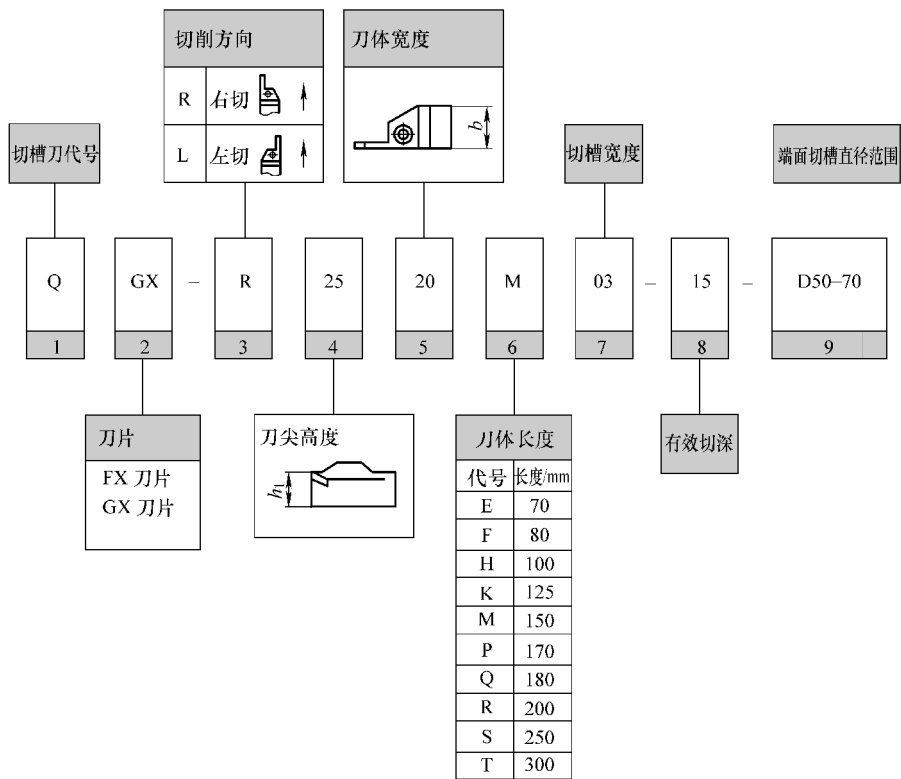 切削方向
R 右切
L 左切
刀体宽度
b
切槽刀代号
切槽宽度
端面切槽直径范围
Q GX – R 25 20 M 03 – 15 – D50–70
1 2 3 4 5 6 7 8 9
刀片
FX 刀片
GX 刀片
刀尖高度
h1
刀体长度
代号 长度/mm
E 70
F 80
H 100
K 125
M 150
P 170
Q 180
R 200
S 250
T 300
有效切深